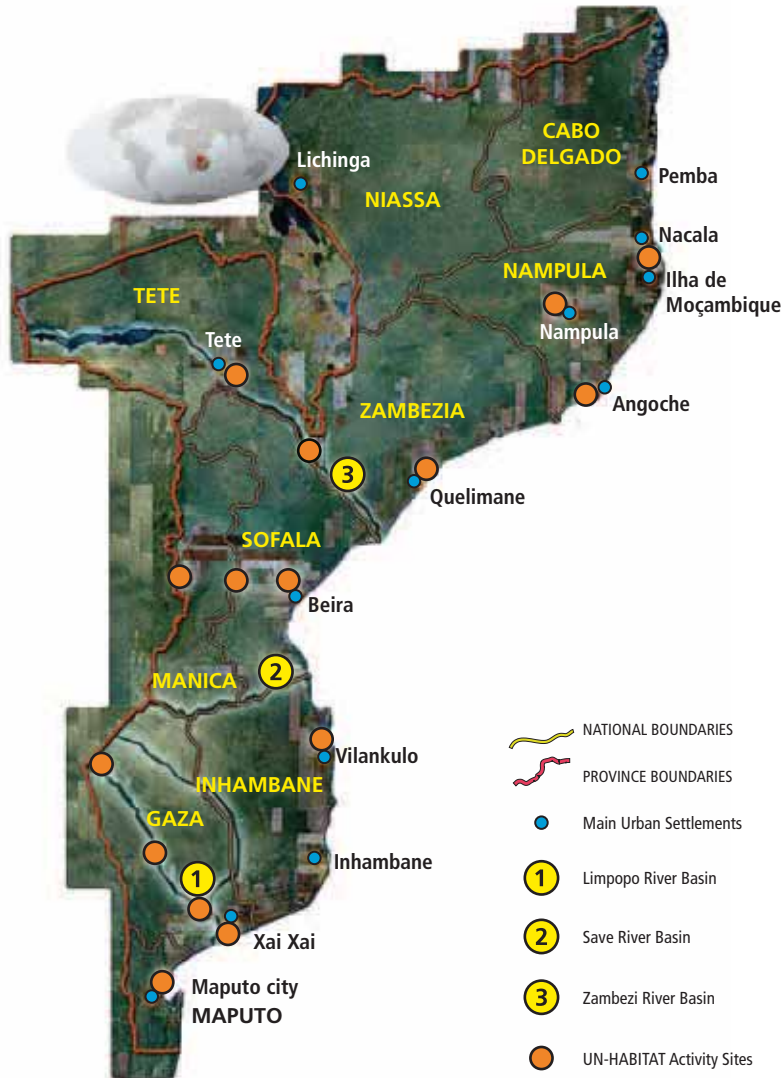 CABO
DELGADO
Lichinga
Pemba
NIASSA
Nacala
NAMPULA
Ilha de
Moçambique
TETE
Nampula
Tete
Angoche
ZAMBEZIA
3
Quelimane
SOFALA
Beira
2
MANICA
Vilankulo
INHAMBANE
GAZA
Inhambane
1
Xai Xai
Maputo city
MAPUTO
NATIONAL BOUNDARIES
PROVINCE BOUNDARIES
Main Urban Settlements
1 Limpopo River Basin
2 Save River Basin
3 Zambezi River Basin
UN-HABITAT Activity Sites